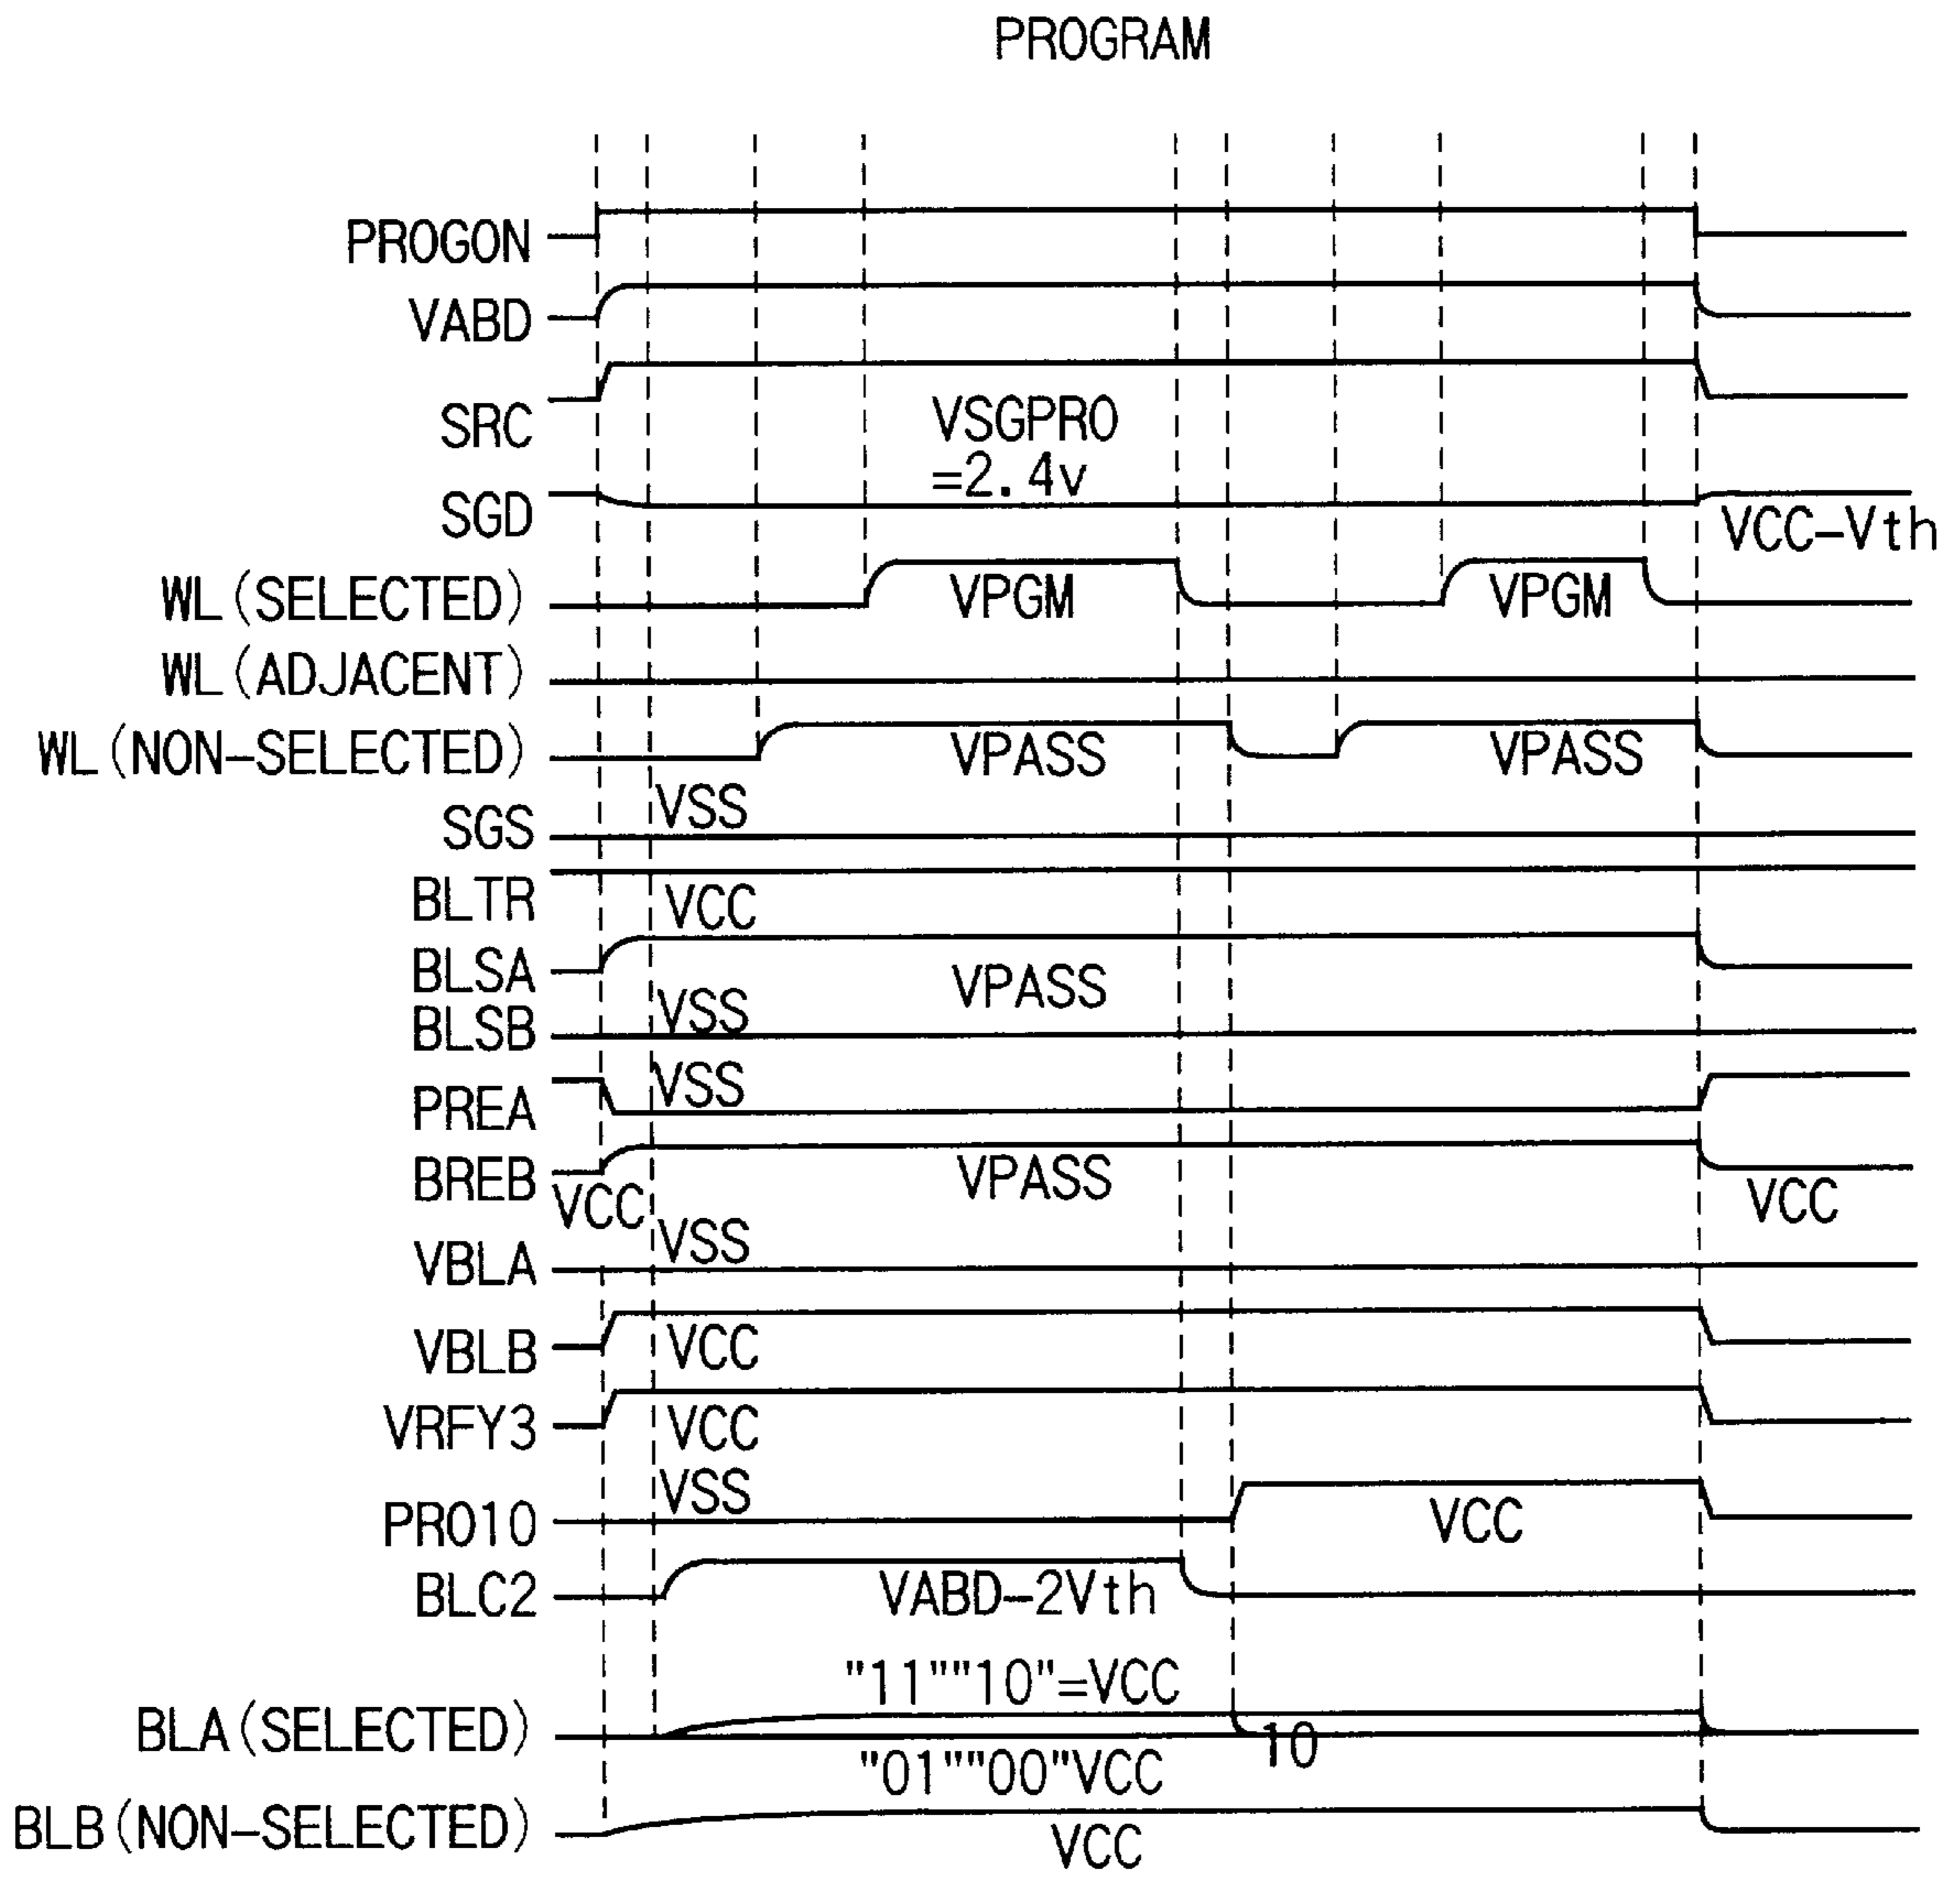 PROGRAM
PROGON
VABD
SRC
VSGPRO
=2.4v
SGD
VCC-Vth
WL(SELECTED)
VPGM
VPGM
WL(ADJACENT)
WL(NON-SELECTED)
VPASS
VPASS
VSS
SGS
BLTR
VCC
BLSA
VPASS
VSS
BLSB
VSS
PREA
BREB
VPASS
VCC
VCC
VSS
VBLA
VBLB
VCC
VRFY3
VCC
VSS
PRO10
VCC
BLC2
VABD-2Vth
"11""10"=VCC
BLA(SELECTED)
10
"01""00"VCC
BLB(NON-SELECTED)
VCC